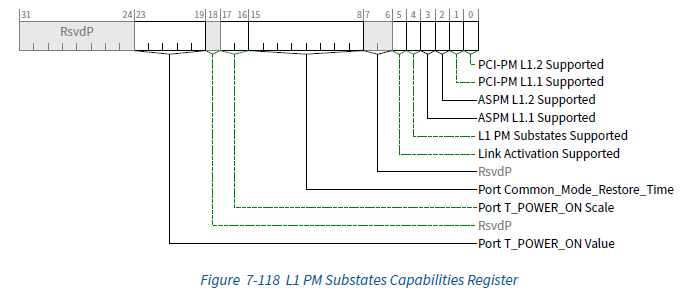 31 24 23 19 18 17 16 15 8 7 6 5 4 3 2 1 0
RsvdP
PCI-PM L1.2 Supported
PCI-PM L1.1 Supported
ASPM L1.2 Supported
ASPM L1.1 Supported
L1 PM Substates Supported
Link Activation Supported
RsvdP
Port Common_Mode_Restore_Time
Port T_POWER_ON Scale
RsvdP
Port T_POWER_ON Value
Figure 7-118 L1 PM Substates Capabilities Register